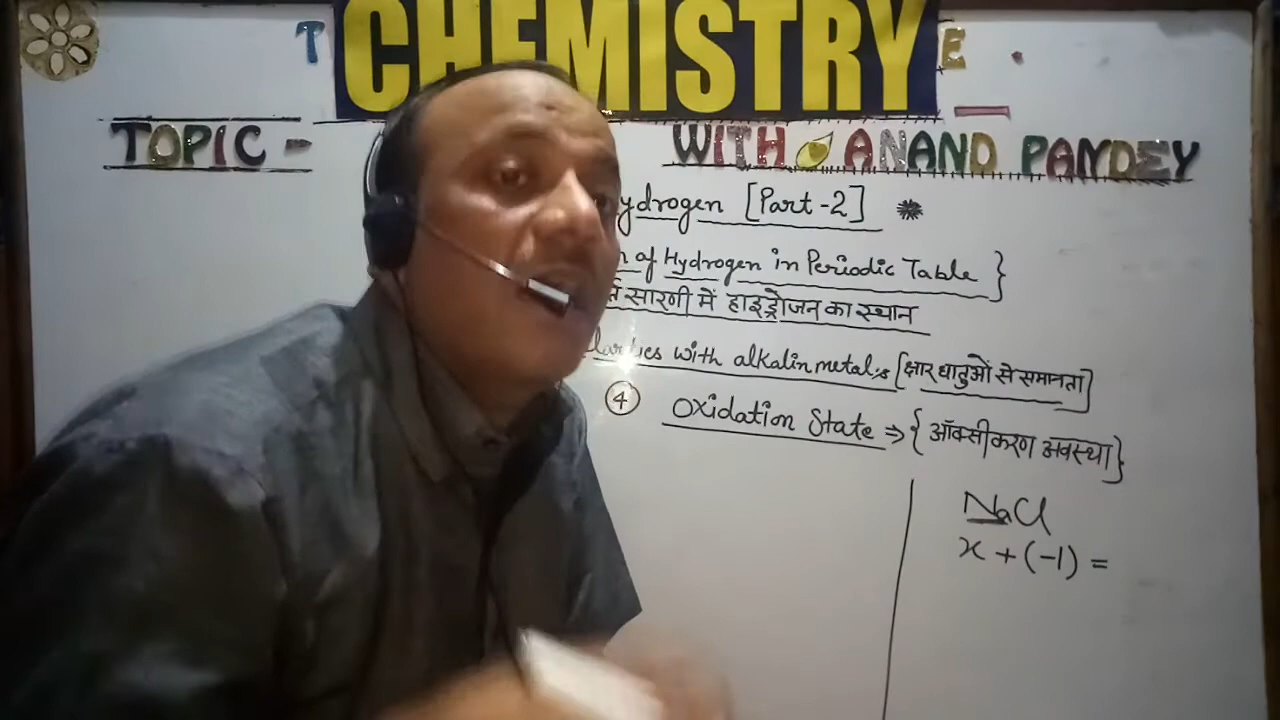 T CHEMISTRY E .
TOPIC - WITH ANAND PANDEY
ydrogen [Part-2]
n of Hydrogen in Periodic Table }
सारणी में हाइड्रोजन का स्थान
with alkalin metals [क्षार धातुओं से समानता]
④ Oxidation State ⇒ {ऑक्सीकरण अवस्था}
NaCl
x + (-1) =